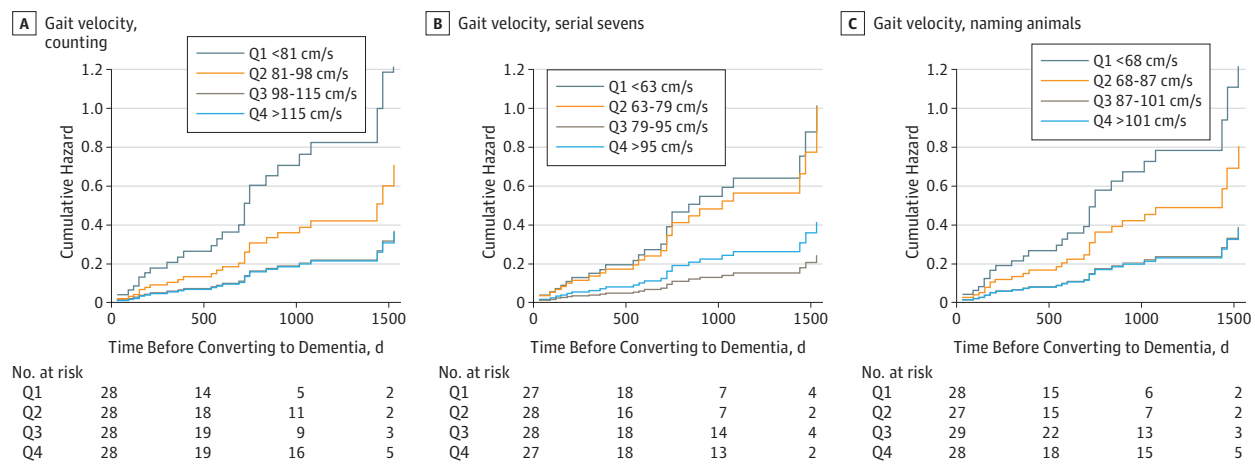 A Gait velocity,
counting
Q1 <81 cm/s
Q2 81-98 cm/s
Q3 98-115 cm/s
Q4 >115 cm/s
1.2
1.0
0.8
0.6
0.4
0.2
0
Cumulative Hazard
0 500 1000 1500
Time Before Converting to Dementia, d
No. at risk
Q1 28 14 5 2
Q2 28 18 11 2
Q3 28 19 9 3
Q4 28 19 16 5
B Gait velocity, serial sevens
Q1 <63 cm/s
Q2 63-79 cm/s
Q3 79-95 cm/s
Q4 >95 cm/s
1.2
1.0
0.8
0.6
0.4
0.2
0
Cumulative Hazard
0 500 1000 1500
Time Before Converting to Dementia, d
No. at risk
Q1 27 18 7 4
Q2 28 16 7 2
Q3 28 18 14 4
Q4 27 18 13 2
C Gait velocity, naming animals
Q1 <68 cm/s
Q2 68-87 cm/s
Q3 87-101 cm/s
Q4 >101 cm/s
1.2
1.0
0.8
0.6
0.4
0.2
0
Cumulative Hazard
0 500 1000 1500
Time Before Converting to Dementia, d
No. at risk
Q1 28 15 6 2
Q2 27 15 7 2
Q3 29 22 13 3
Q4 28 18 15 5